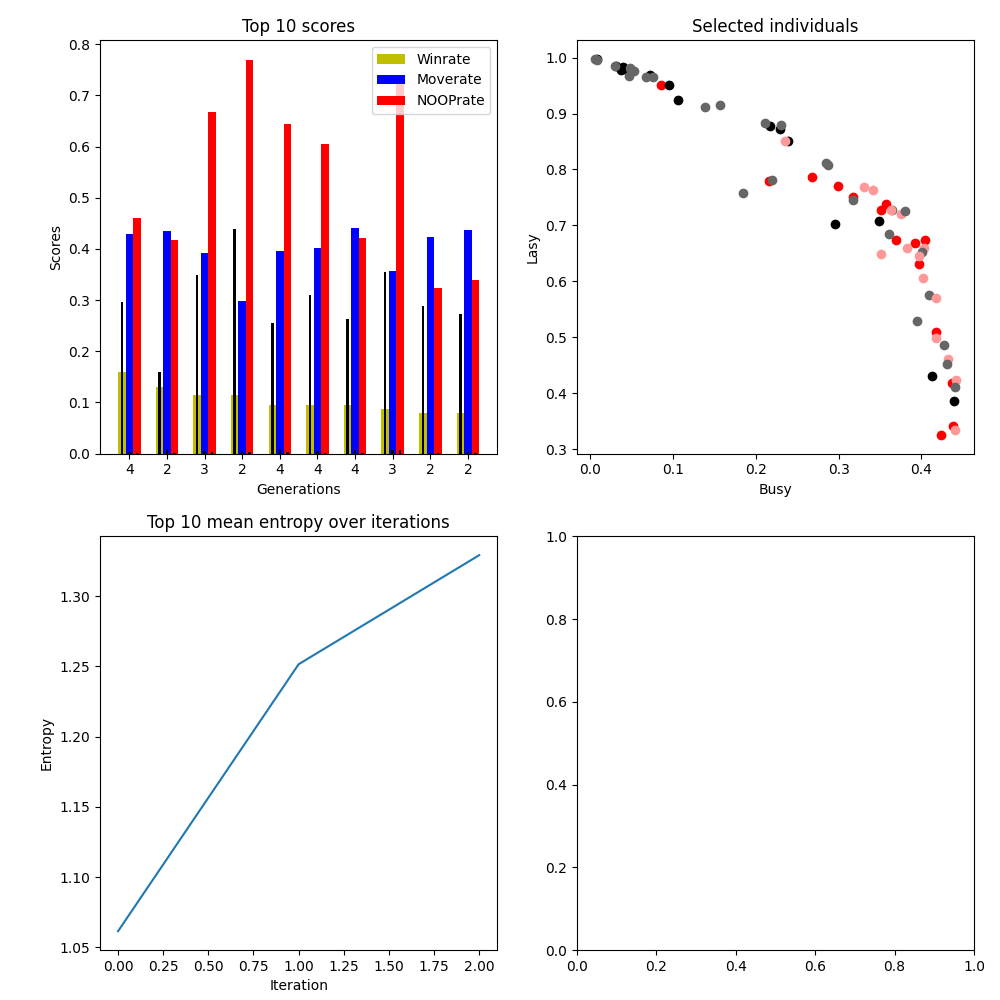 Top 10 scores
Winrate
Moverate
NOOPrate
0.8
0.7
0.6
0.5
0.4
0.3
0.2
0.1
0.0
Scores
4 2 3 2 4 4 4 3 2 2
Generations
Selected individuals
1.0
0.9
0.8
0.7
0.6
0.5
0.4
0.3
Lasy
0.0 0.1 0.2 0.3 0.4
Busy
Top 10 mean entropy over iterations
1.30
1.25
1.20
1.15
1.10
1.05
Entropy
0.00 0.25 0.50 0.75 1.00 1.25 1.50 1.75 2.00
Iteration
1.0
0.8
0.6
0.4
0.2
0.0
0.0 0.2 0.4 0.6 0.8 1.0